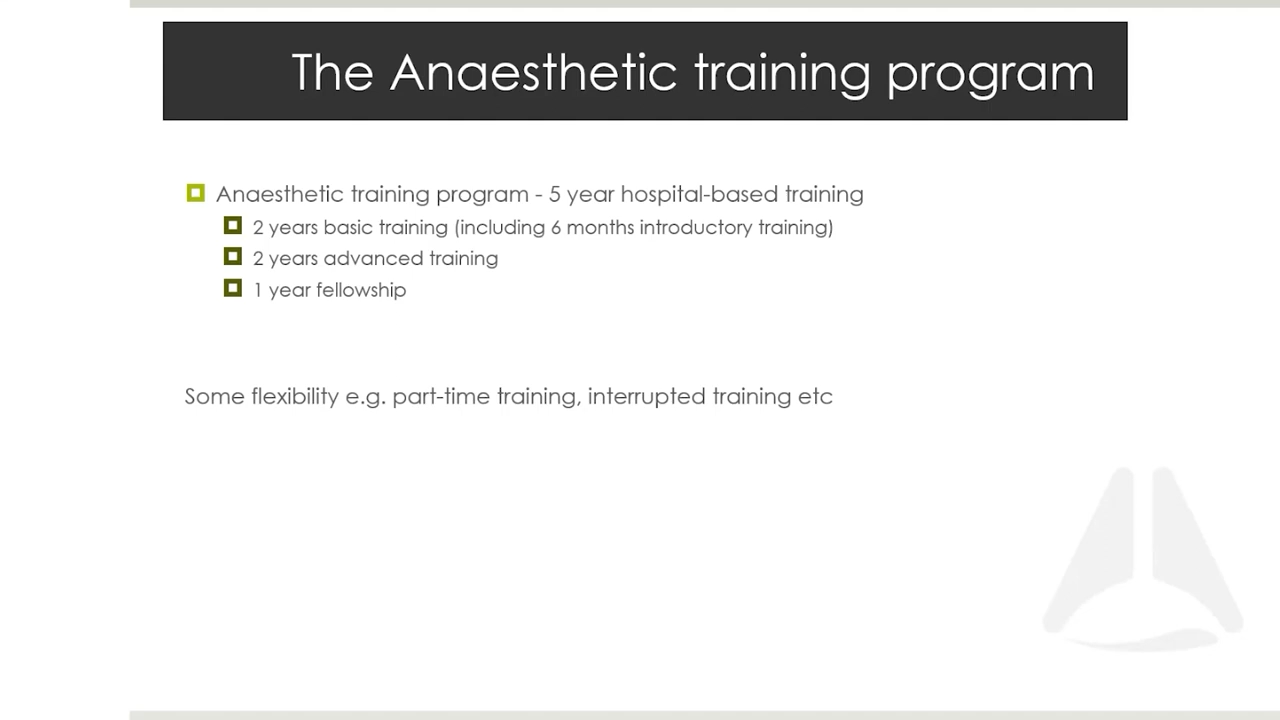 The Anaesthetic training program
Anaesthetic training program - 5 year hospital-based training
2 years basic training (including 6 months introductory training)
2 years advanced training
1 year fellowship
Some flexibility e.g. part-time training, interrupted training etc